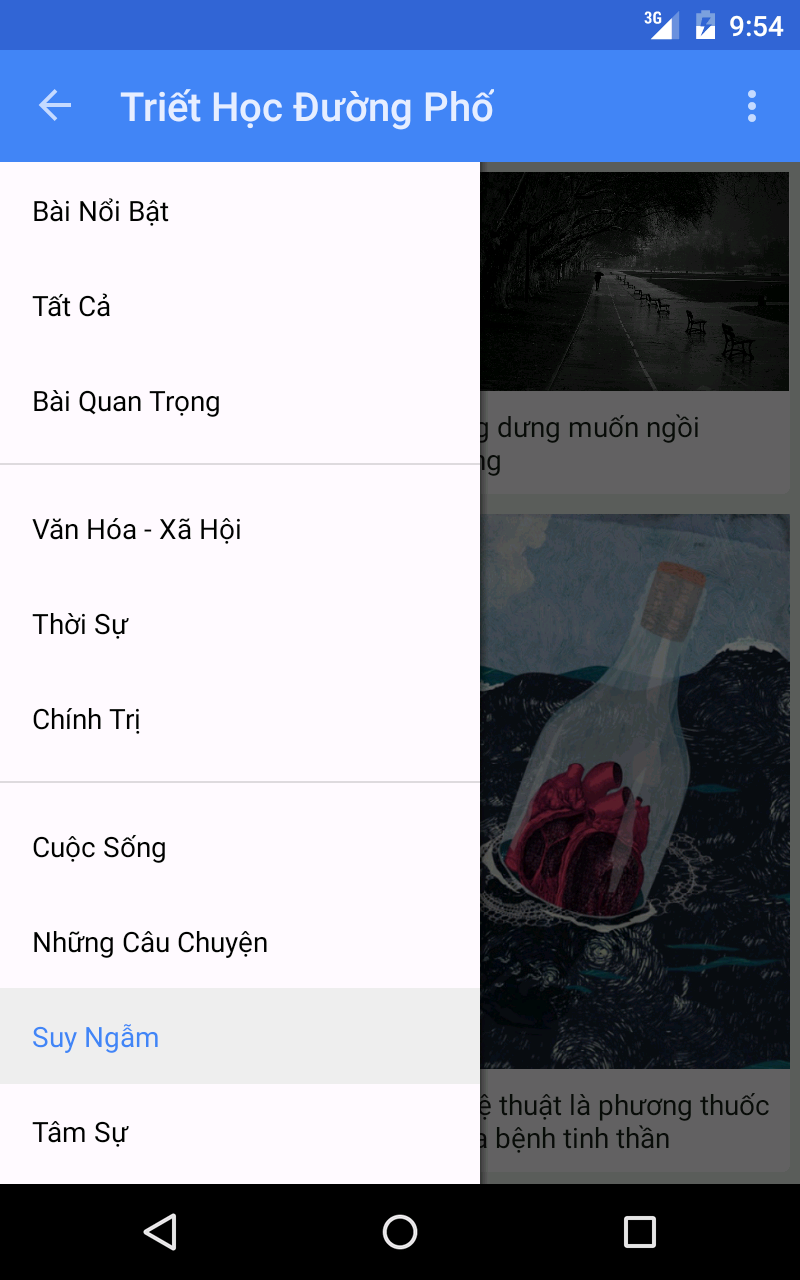 3G 9:54
Triết Học Đường Phố
Bài Nổi Bật
Tất Cả
Bài Quan Trọng
Văn Hóa - Xã Hội
Thời Sự
Chính Trị
Cuộc Sống
Những Câu Chuyện
Suy Ngẫm
Tâm Sự
dưng muốn ngồi
thuật là phương thuốc
bệnh tinh thần